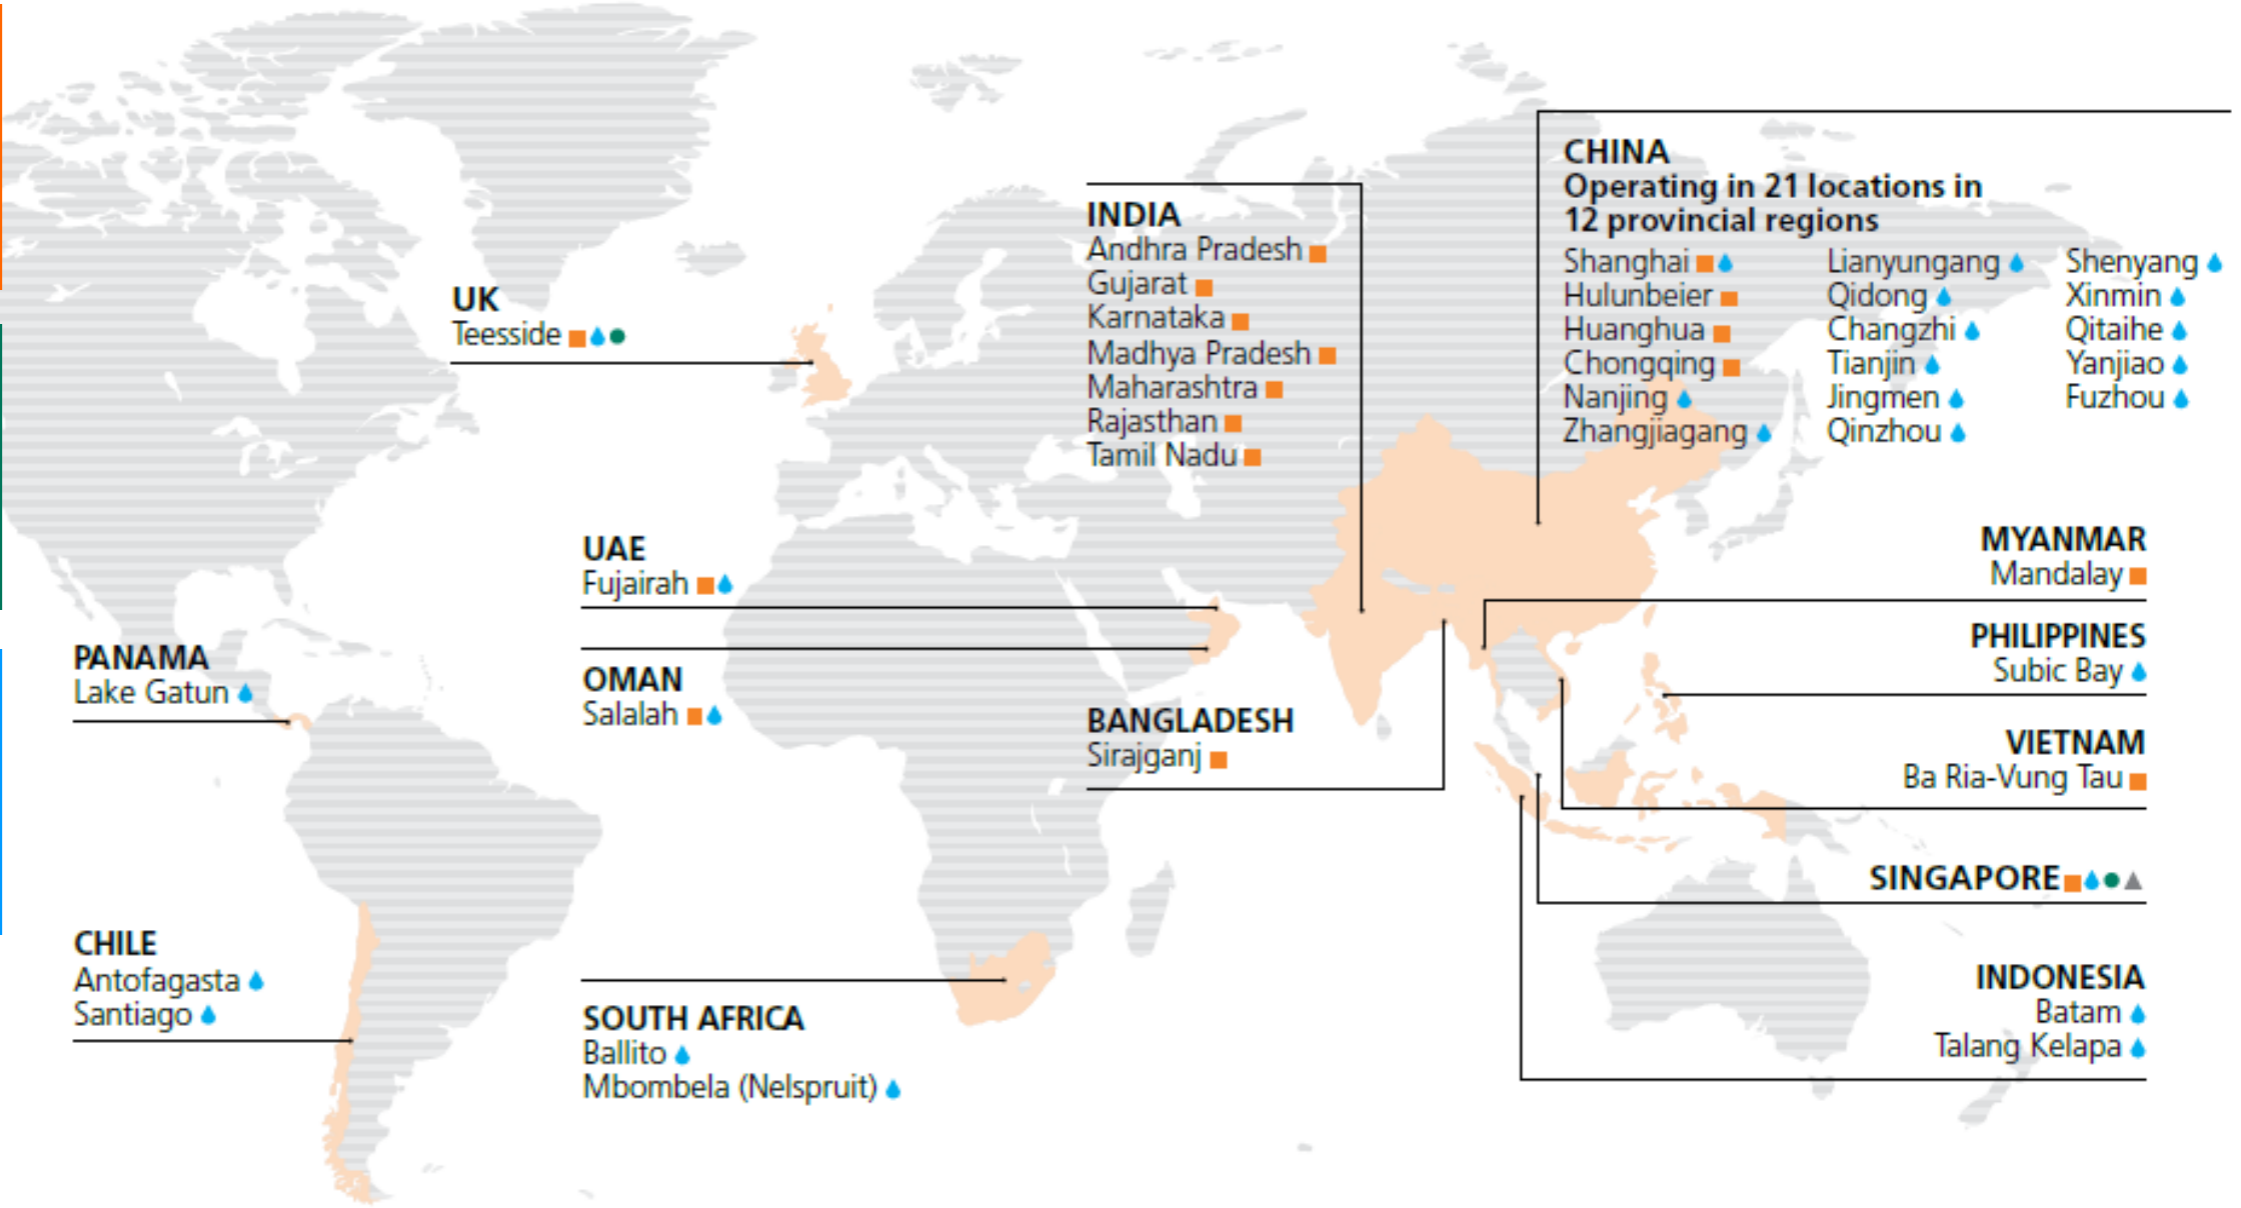 CHINA
Operating in 21 locations in
12 provincial regions
Shanghai
Hulunbeier
Huanghua
Chongqing
Nanjing
Zhangjiagang
Lianyungang
Qidong
Changzhi
Tianjin
Jingmen
Qinzhou
Shenyang
Xinmin
Qitaihe
Yanjiao
Fuzhou
INDIA
Andhra Pradesh
Gujarat
Karnataka
Madhya Pradesh
Maharashtra
Rajasthan
Tamil Nadu
UK
Teesside
UAE
Fujairah
OMAN
Salalah
BANGLADESH
Sirajganj
PANAMA
Lake Gatun
CHILE
Antofagasta
Santiago
SOUTH AFRICA
Ballito
Mbombela (Nelspruit)
MYANMAR
Mandalay
PHILIPPINES
Subic Bay
VIETNAM
Ba Ria-Vung Tau
SINGAPORE
INDONESIA
Batam
Talang Kelapa